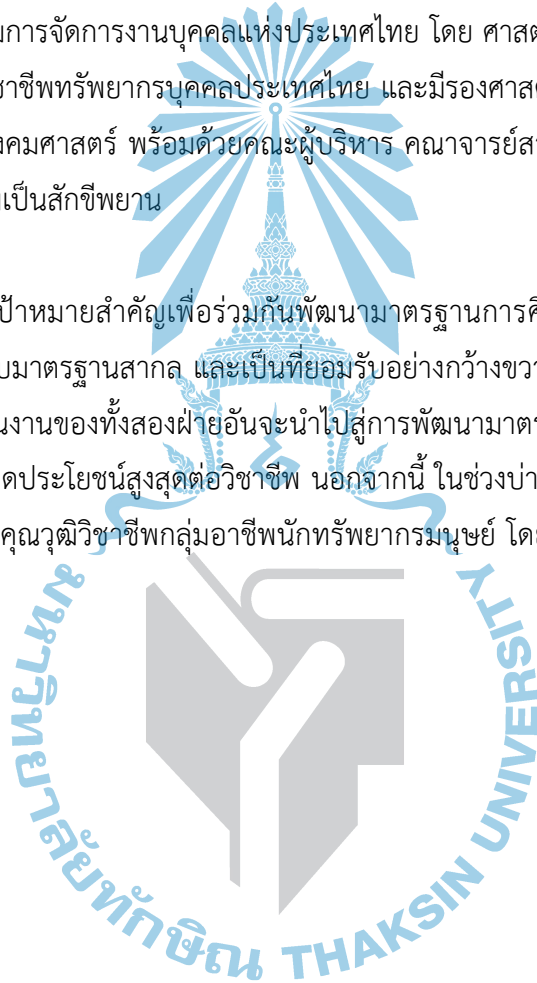 มการจัดการงานบุคคลแห่งประเทศไทย โดย ศาสต
ชาชีพทรัพยากรบุคคลประเทศไทย และมีรองศาสต
งคมศาสตร์ พร้อมด้วยคณะผู้บริหาร คณาจารย์สา
มเป็นสักขีพยาน
ป้าหมายสำคัญเพื่อร่วมกันพัฒนามาตรฐานการศึ
บมาตรฐานสากล และเป็นที่ยอมรับอย่างกว้างขวา
นงานของทั้งสองฝ่ายอันจะนำไปสู่การพัฒนามาตร
ดประโยชน์สูงสุดต่อวิชาชีพ นอกจากนี้ ในช่วงบ่า
คุณวุฒิวิชาชีพกลุ่มอาชีพนักทรัพยากรมนุษย์ โดย
มหาวิทยาลัยทักษิณ THAKSIN UNIVERSITY